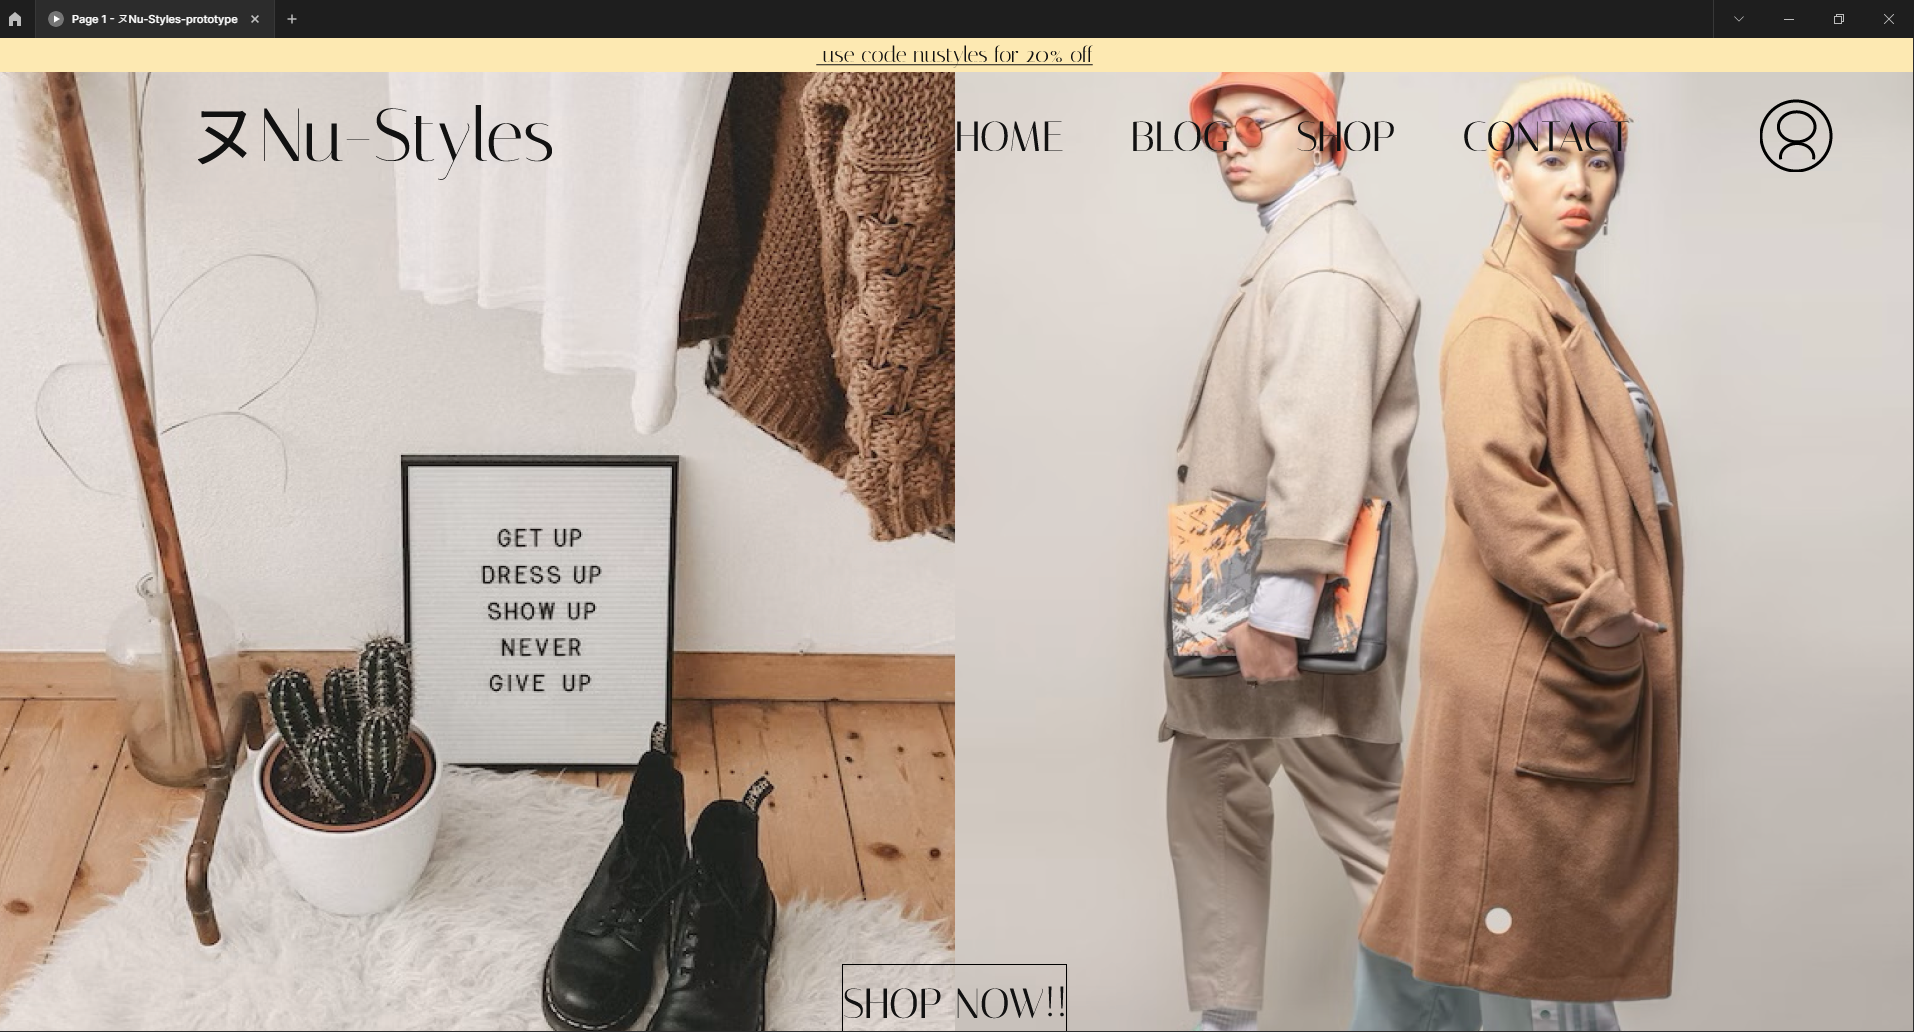 Page 1 - ヌNu-Styles-prototype
use code nustyles for 20% off
ヌNu-Styles
HOME BLOG SHOP CONTACT
GET UP
DRESS UP
SHOW UP
NEVER
GIVE UP
SHOP NOW!!